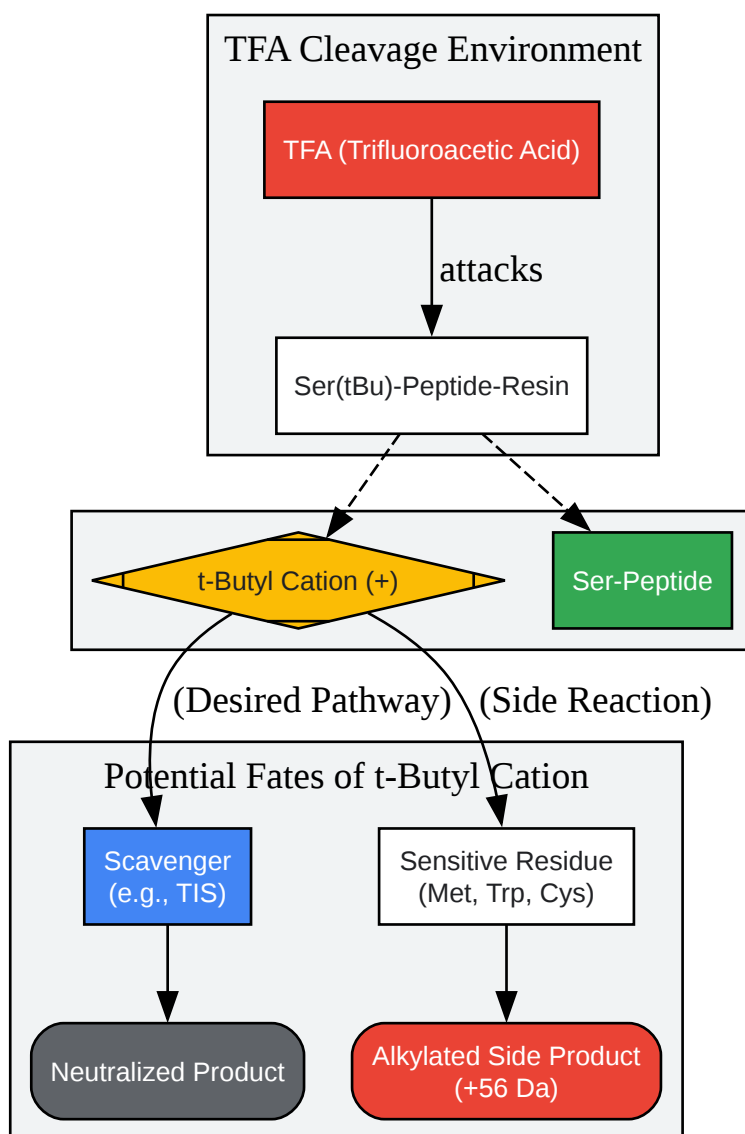 TFA Cleavage Environment
TFA (Trifluoroacetic Acid)
attacks
Ser(tBu)-Peptide-Resin
t-Butyl Cation (+)
Ser-Peptide
(Desired Pathway)
(Side Reaction)
Potential Fates of t-Butyl Cation
Scavenger
(e.g., TIS)
Sensitive Residue
(Met, Trp, Cys)
Neutralized Product
Alkylated Side Product
(+56 Da)